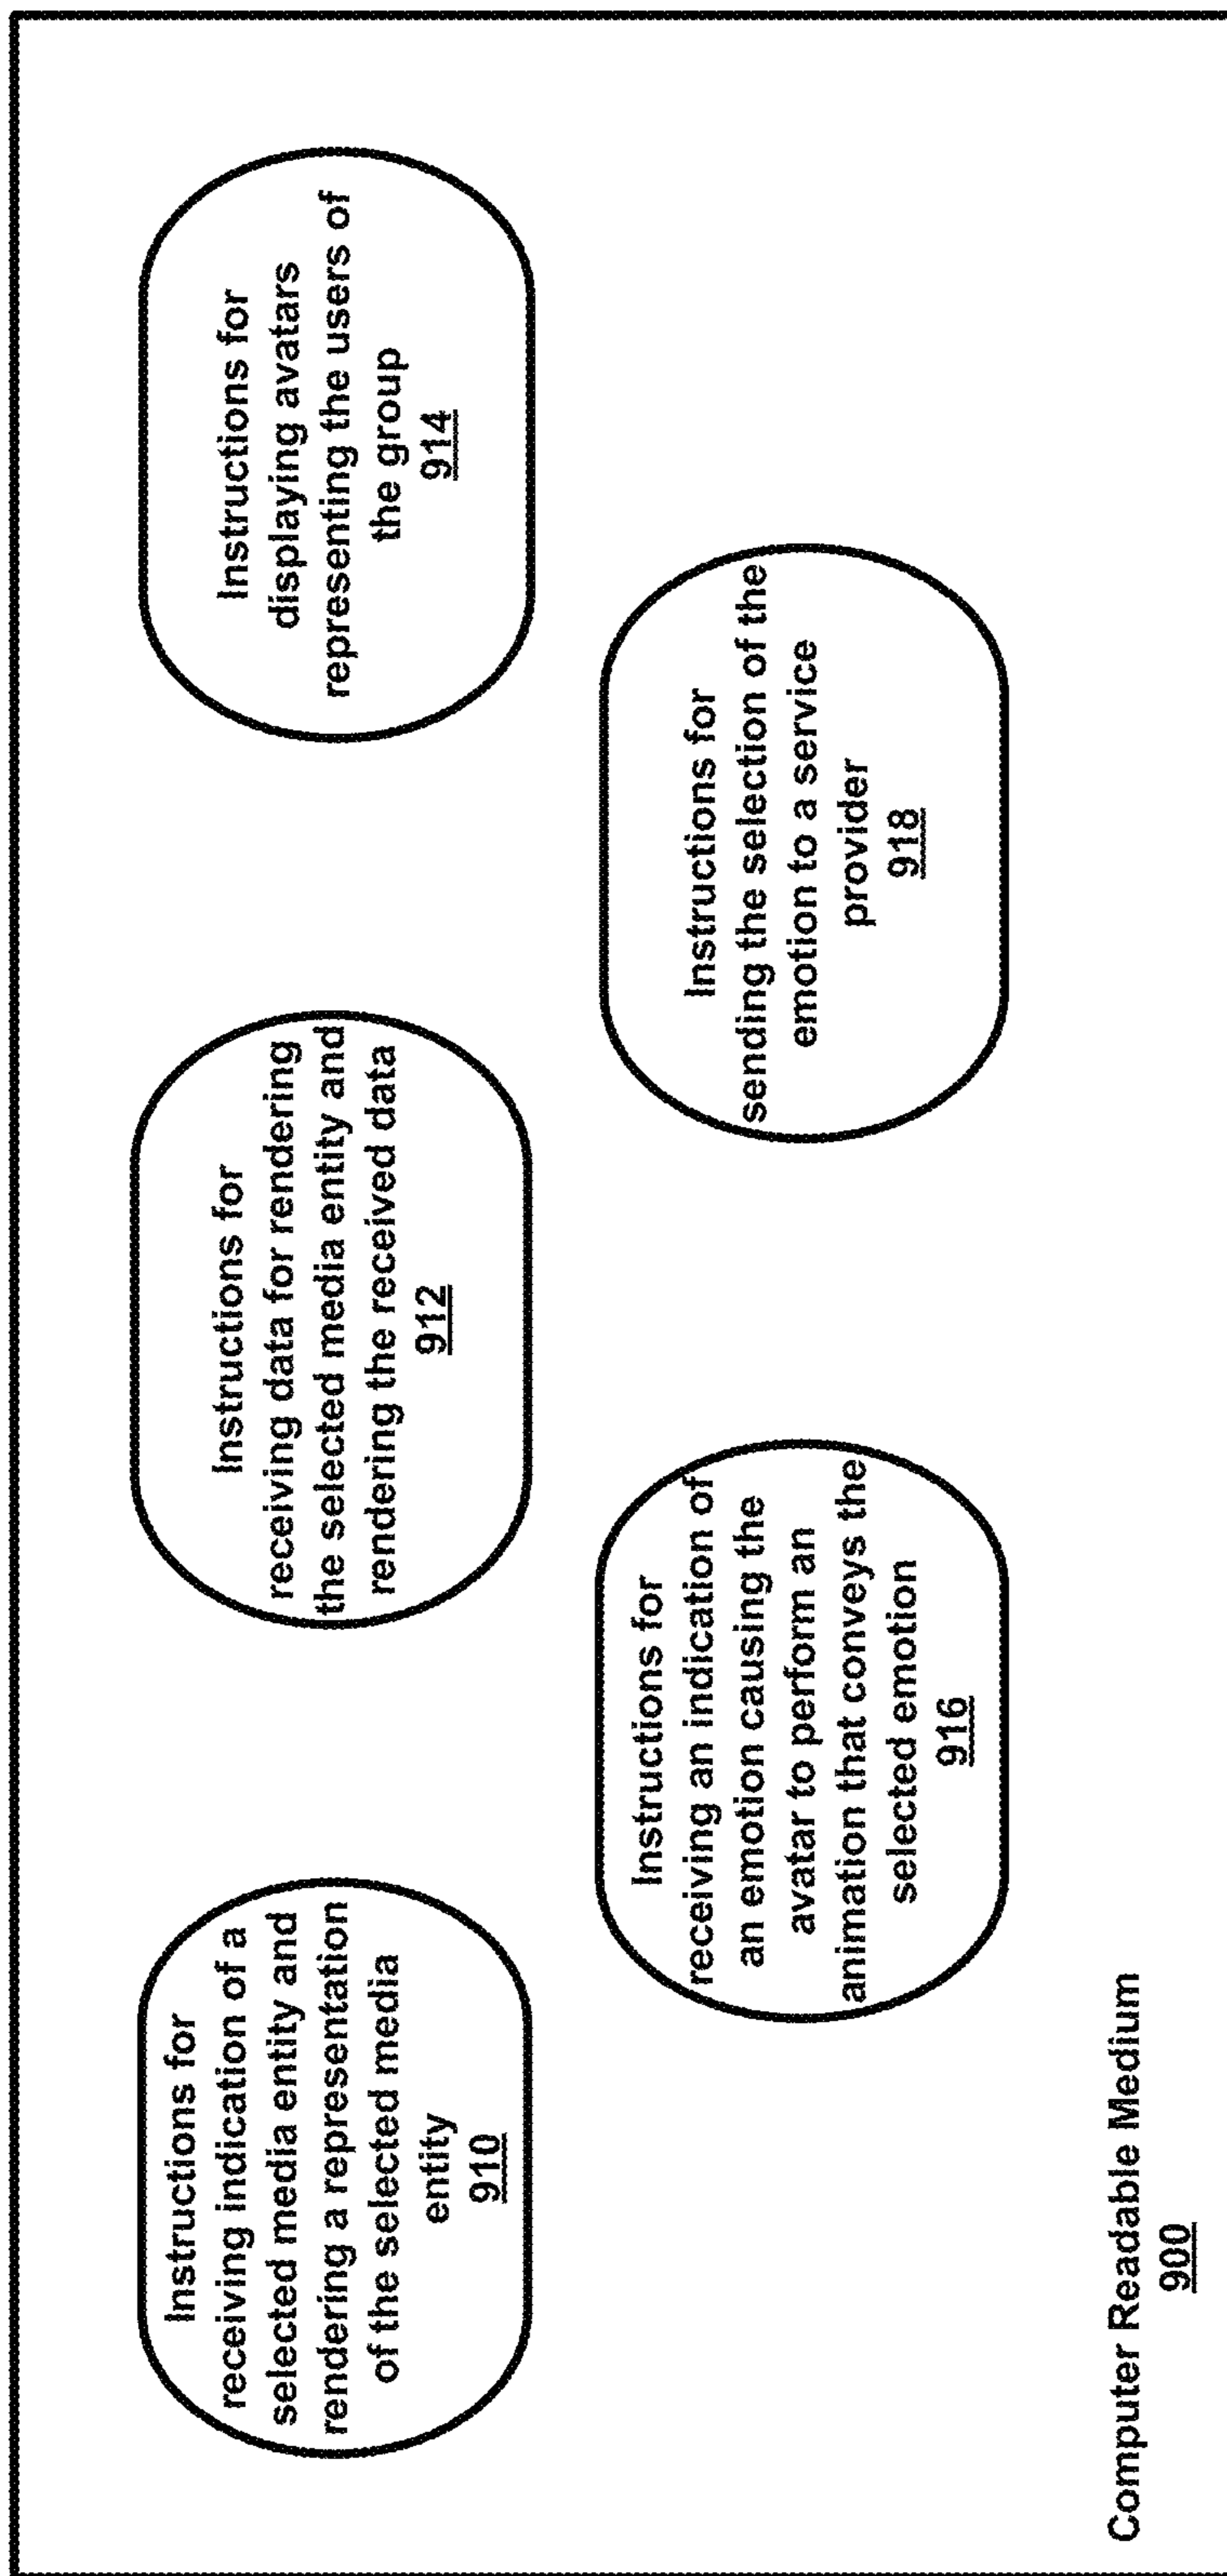 Instructions for
receiving indication of a
selected media entity and
rendering a representation
of the selected media
entity
910
Instructions for
receiving data for rendering
the selected media entity and
rendering the received data
912
Instructions for
displaying avatars
representing the users of
the group
914
Instructions for
receiving an indication of
an emotion causing the
avatar to perform an
animation that conveys the
selected emotion
916
Instructions for
sending the selection of the
emotion to a service
provider
918
Computer Readable Medium
900